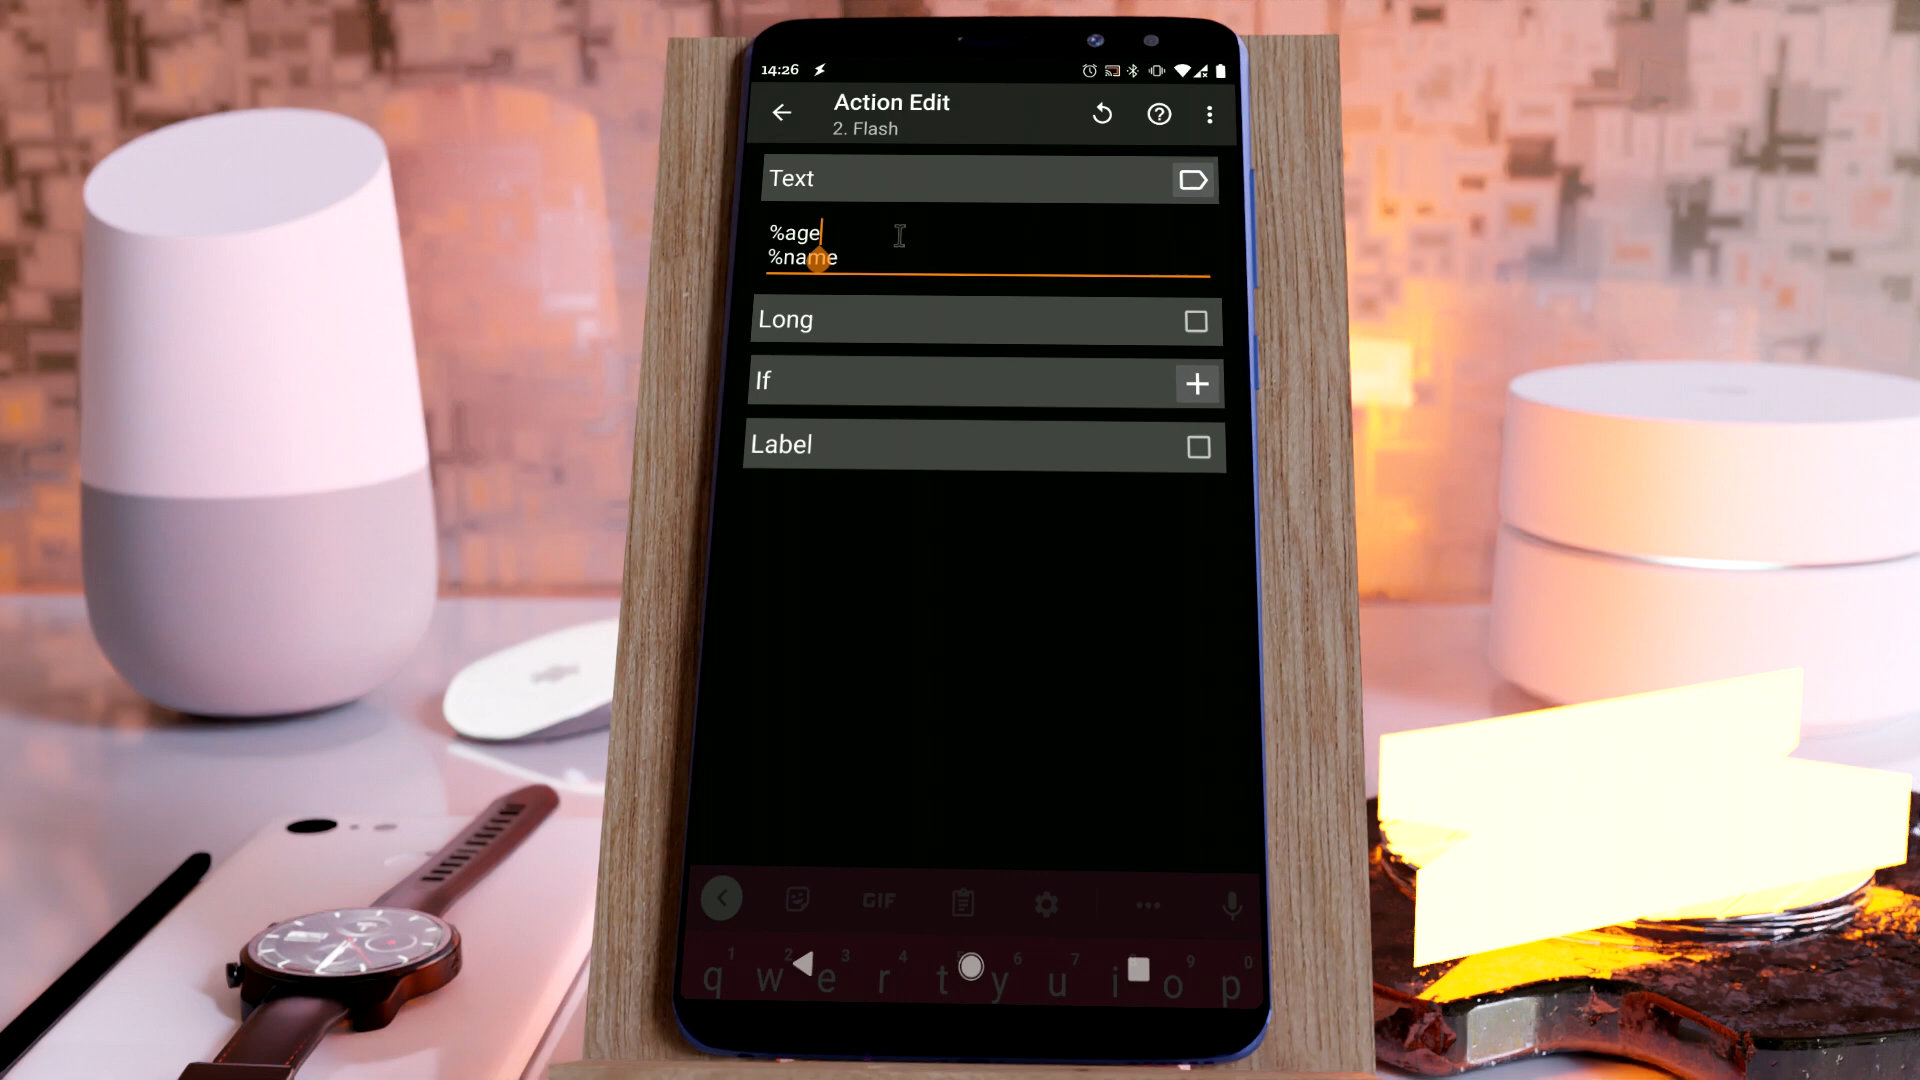 14:26
Action Edit
2. Flash
Text
%age
%name
Long
If
Label
GIF
1 2 3 4 5 6 7 9 0
q w e r t y u i o p